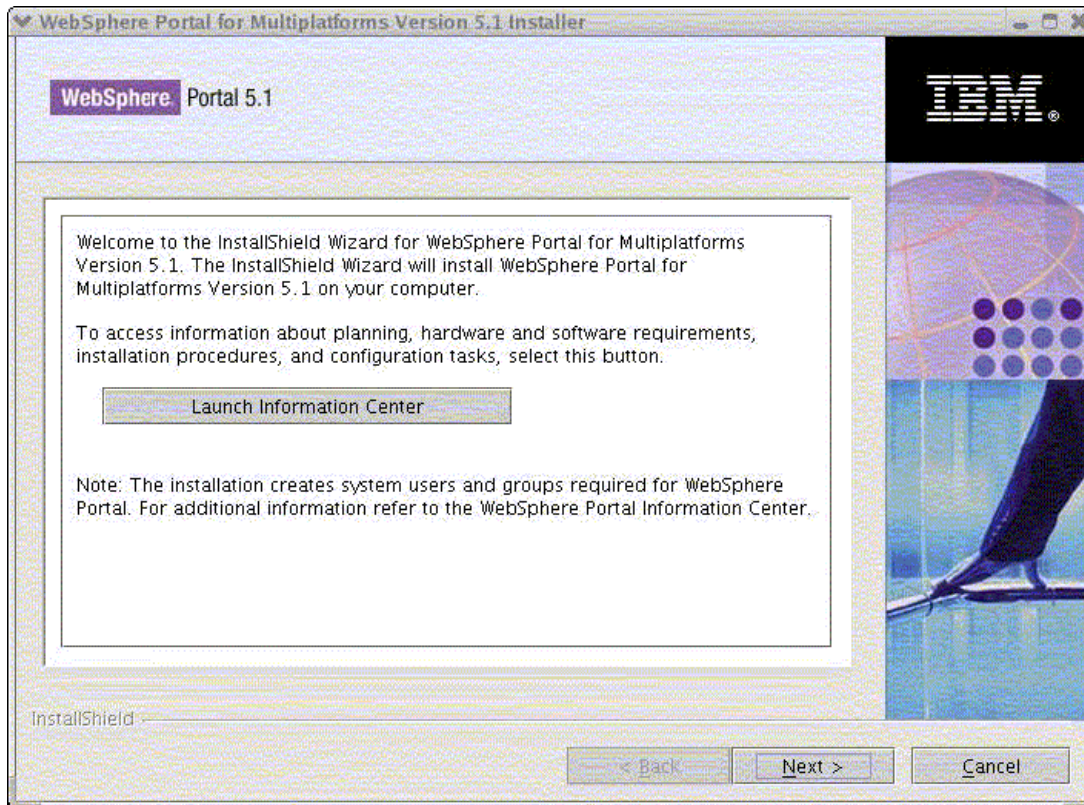 WebSphere Portal for Multiplatforms Version 5.1 Installer
WebSphere. Portal 5.1
IBM®
Welcome to the InstallShield Wizard for WebSphere Portal for Multiplatforms
Version 5.1. The InstallShield Wizard will install WebSphere Portal for
Multiplatforms Version 5.1 on your computer.
To access information about planning, hardware and software requirements,
installation procedures, and configuration tasks, select this button.
Launch Information Center
Note: The installation creates system users and groups required for WebSphere
Portal. For additional information refer to the WebSphere Portal Information Center.
InstallShield
< Back
Next >
Cancel